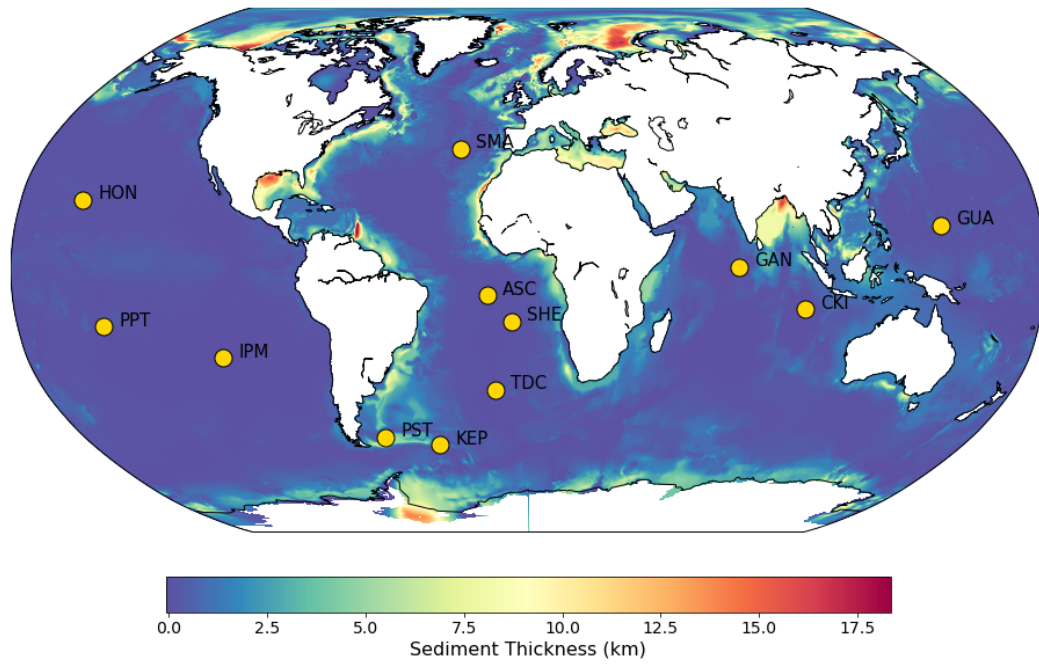 SMA
HON
GUA
GAN
ASC
CKI
SHE
PPT
IPM
TDC
PST
KEP
0.0 2.5 5.0 7.5 10.0 12.5 15.0 17.5
Sediment Thickness (km)